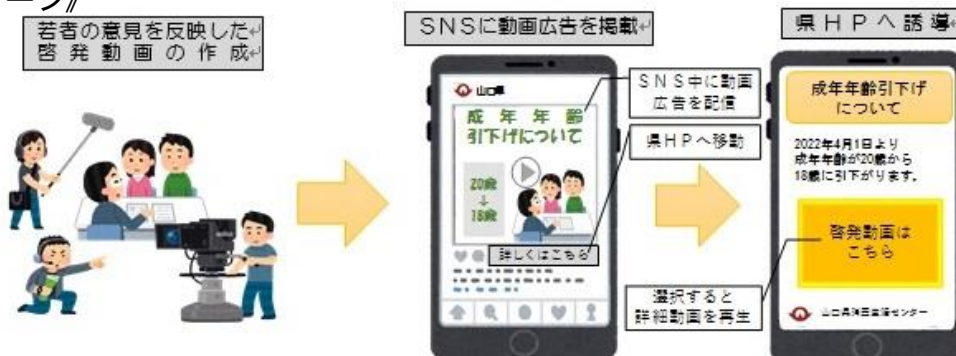 ージ》
若者の意見を反映した
啓発動画の作成
SNSに動画広告を掲載
県HPへ誘導
山口県
成年年齢
引下げについて
20歳
↓
18歳
詳しくはこちら
SNS中に動画
広告を配信
県HPへ移動
成年年齢引下げ
について
2022年4月1日より
成年年齢が20歳から
18歳に引下がります。
啓発動画は
こちら
選択すると
詳細動画を再生
山口県消費生活センター